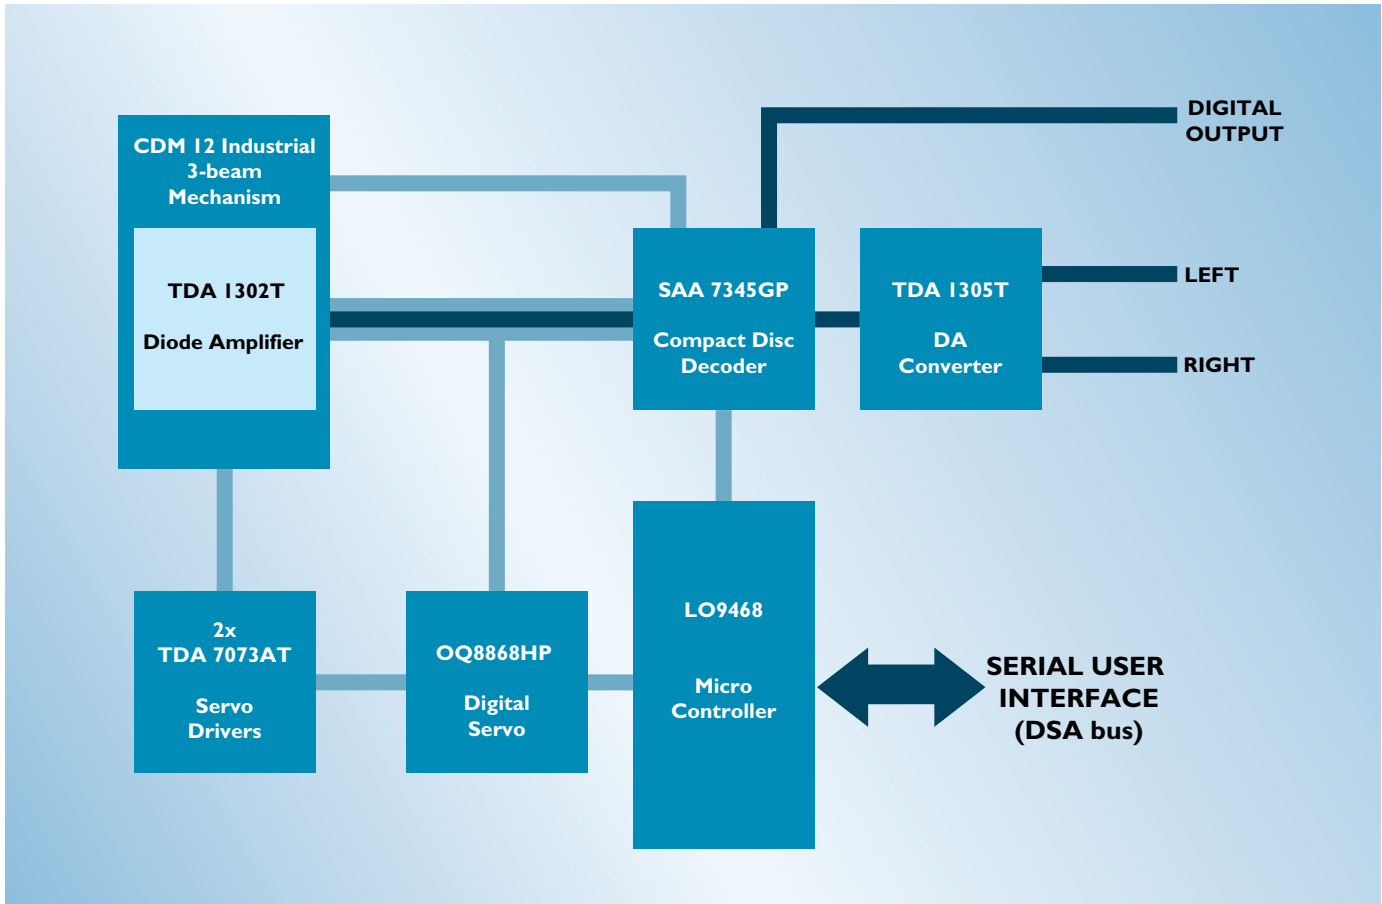 CDM 12 Industrial
3-beam
Mechanism
TDA 1302T
Diode Amplifier
SAA 7345GP
Compact Disc
Decoder
TDA 1305T
DA
Converter
DIGITAL
OUTPUT
LEFT
RIGHT
2x
TDA 7073AT
Servo
Drivers
OQ8868HP
Digital
Servo
LO9468
Micro
Controller
SERIAL USER
INTERFACE
(DSA bus)